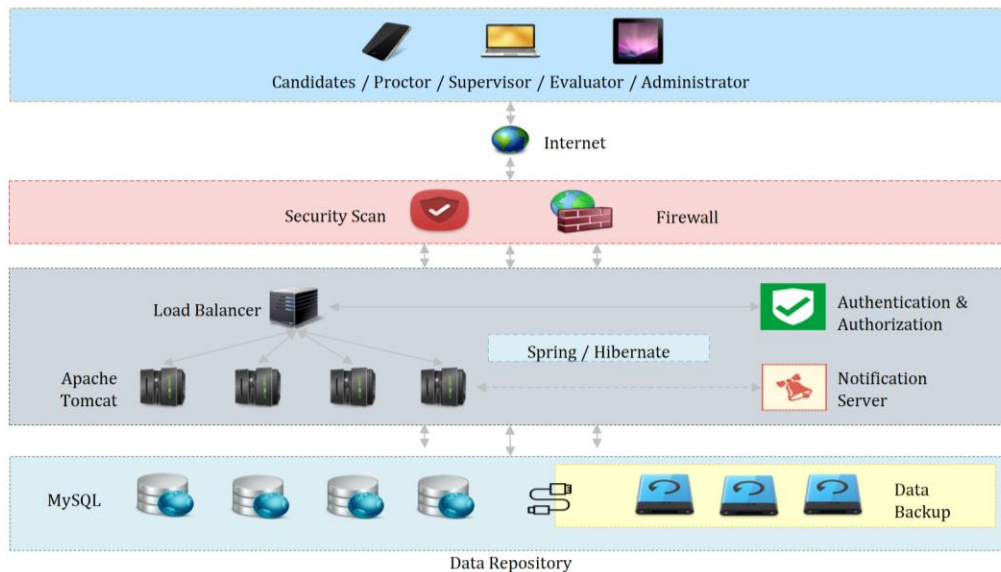 Candidates / Proctor / Supervisor / Evaluator / Administrator
Internet
Security Scan
Firewall
Load Balancer
Authentication &
Authorization
Spring / Hibernate
Apache
Tomcat
Notification
Server
MySQL
Data
Backup
Data Repository